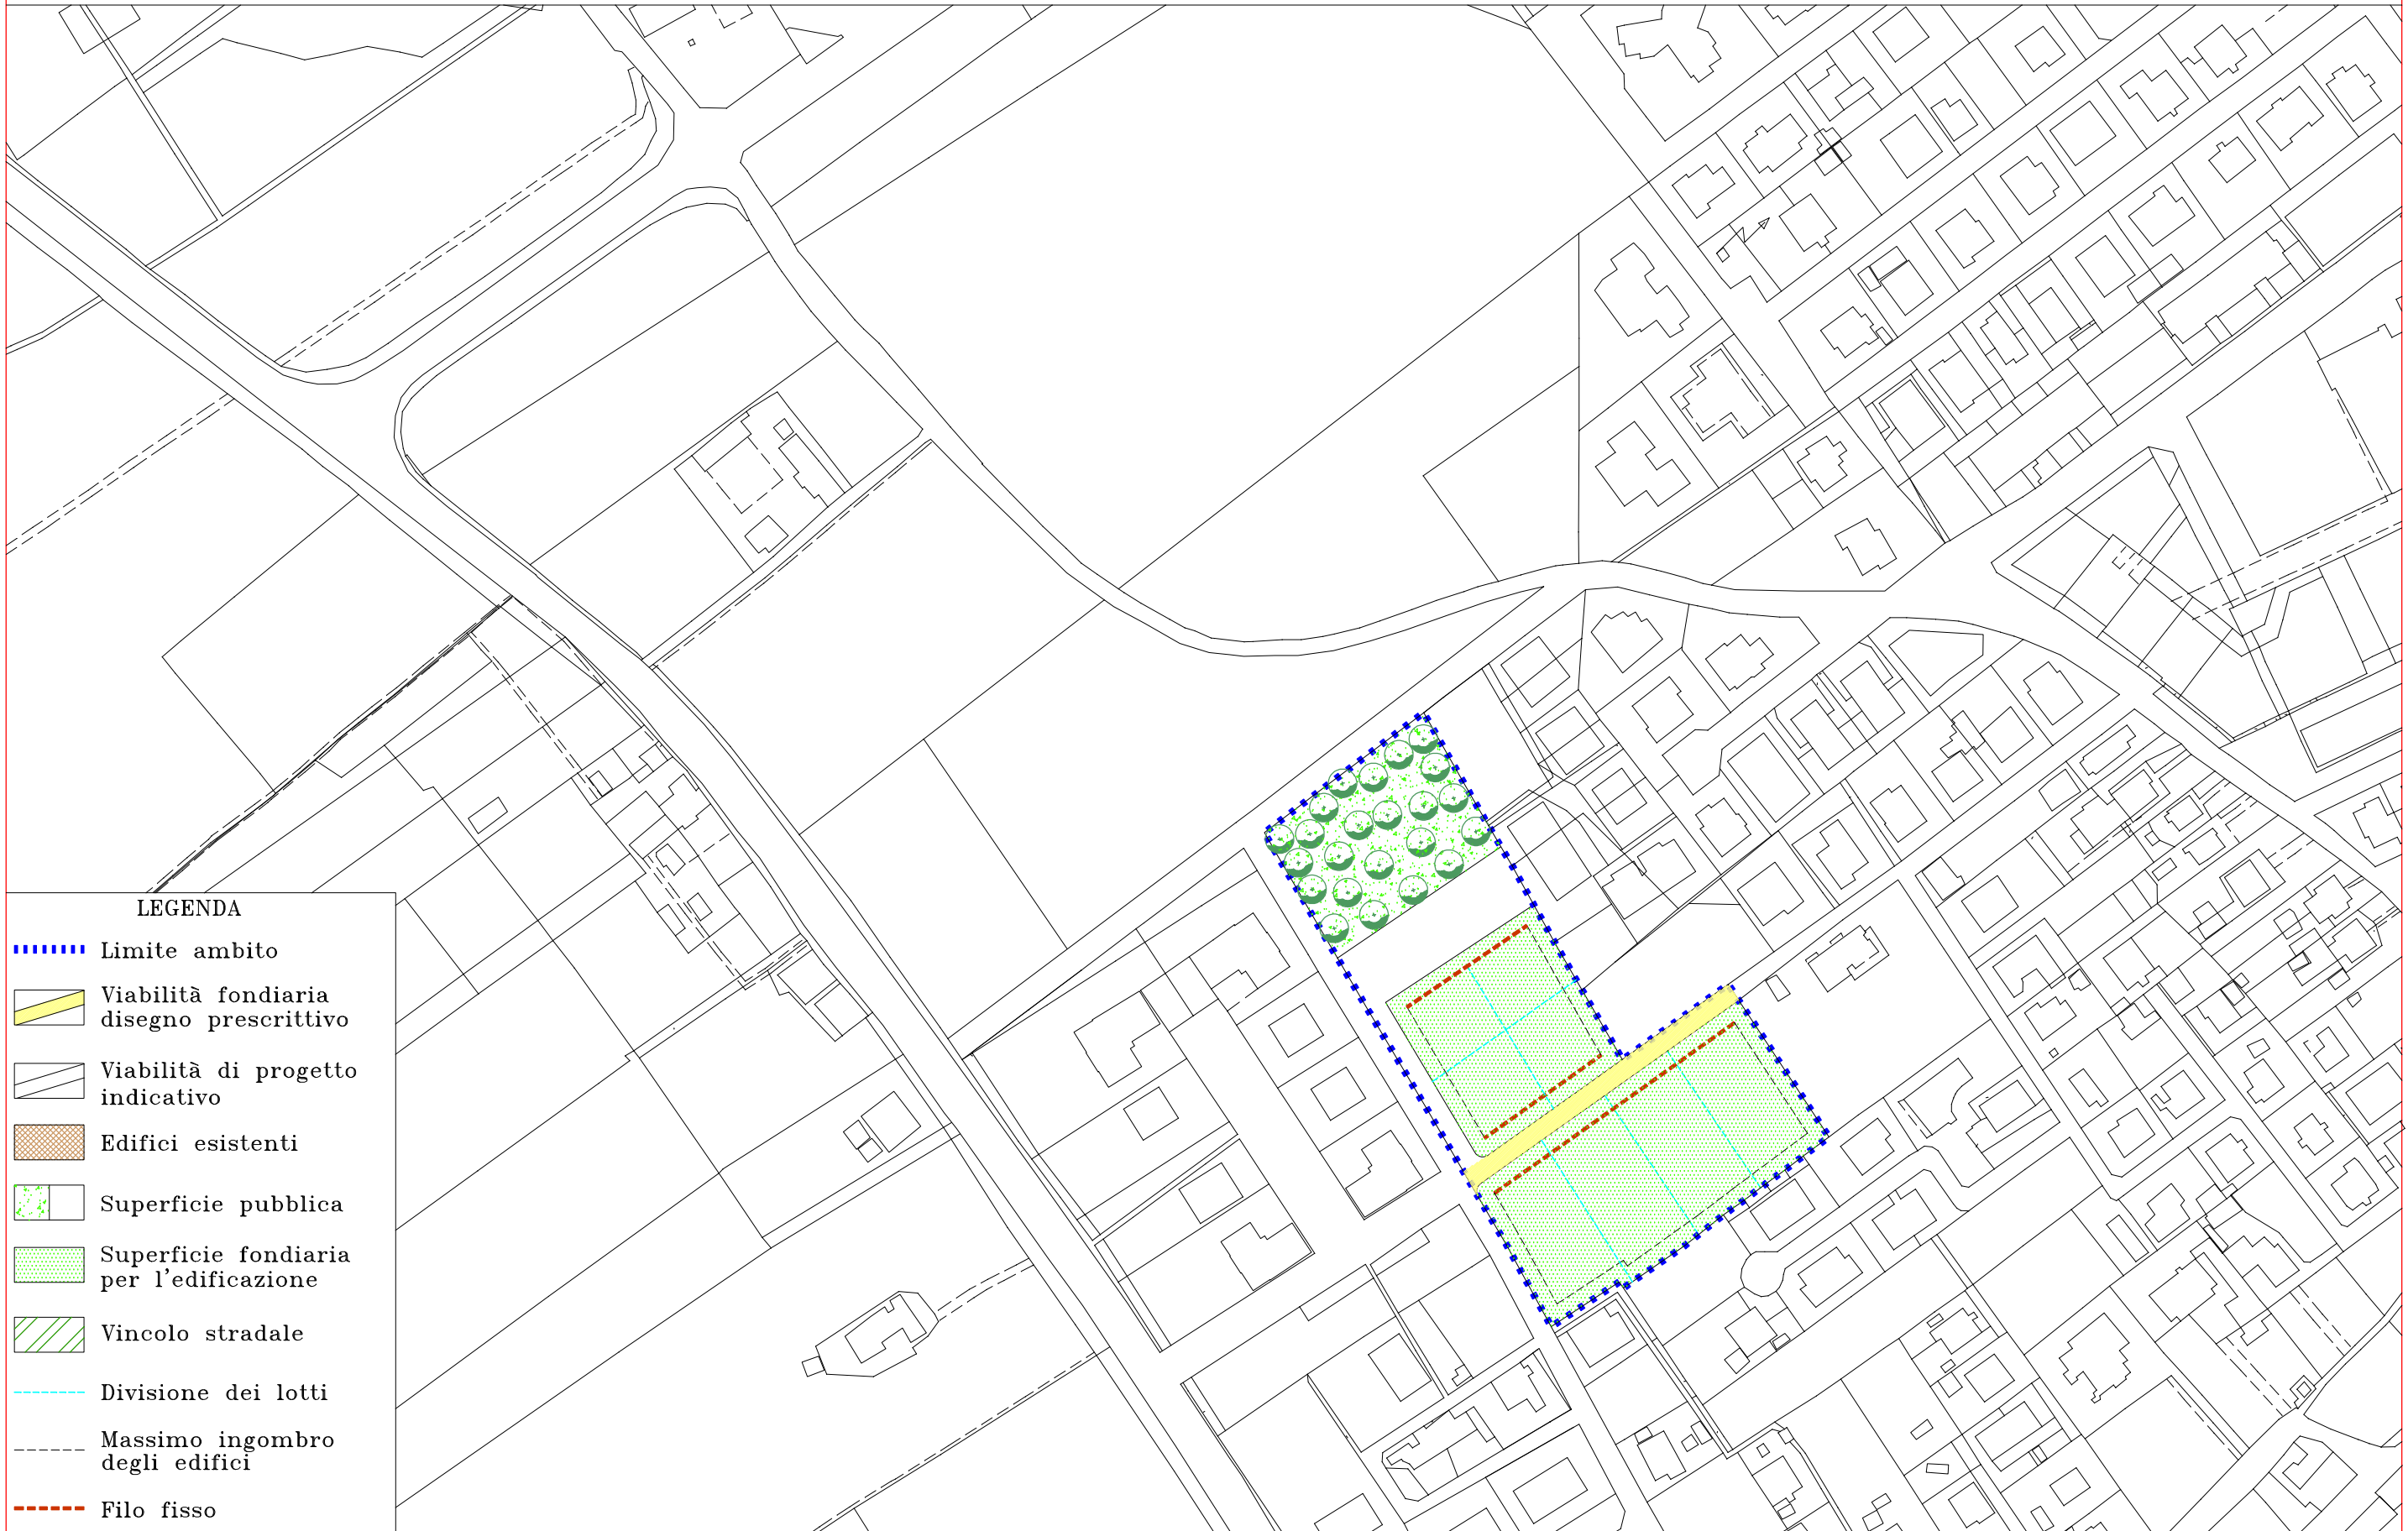 LEGENDA
Limite ambito
Viabilità fondiaria
disegno prescrittivo
Viabilità di progetto
indicativo
Edifici esistenti
Superficie pubblica
Superficie fondiaria
per l'edificazione
Vincolo stradale
Divisione dei lotti
Massimo ingombro
degli edifici
Filo fisso